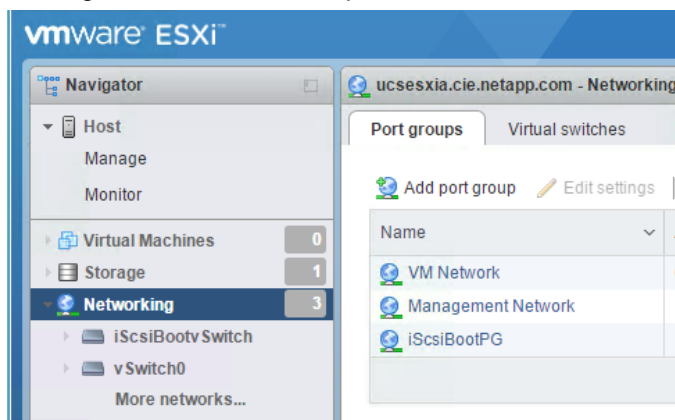 vmware ESXi™
Navigator
Host
Manage
Monitor
Virtual Machines 0
Storage 1
Networking 3
iScsiBootvSwitch
vSwitch0
More networks...
ucsesxia.cie.netapp.com - Networking
Port groups Virtual switches
Add port group Edit settings
Name
VM Network
Management Network
iScsiBootPG